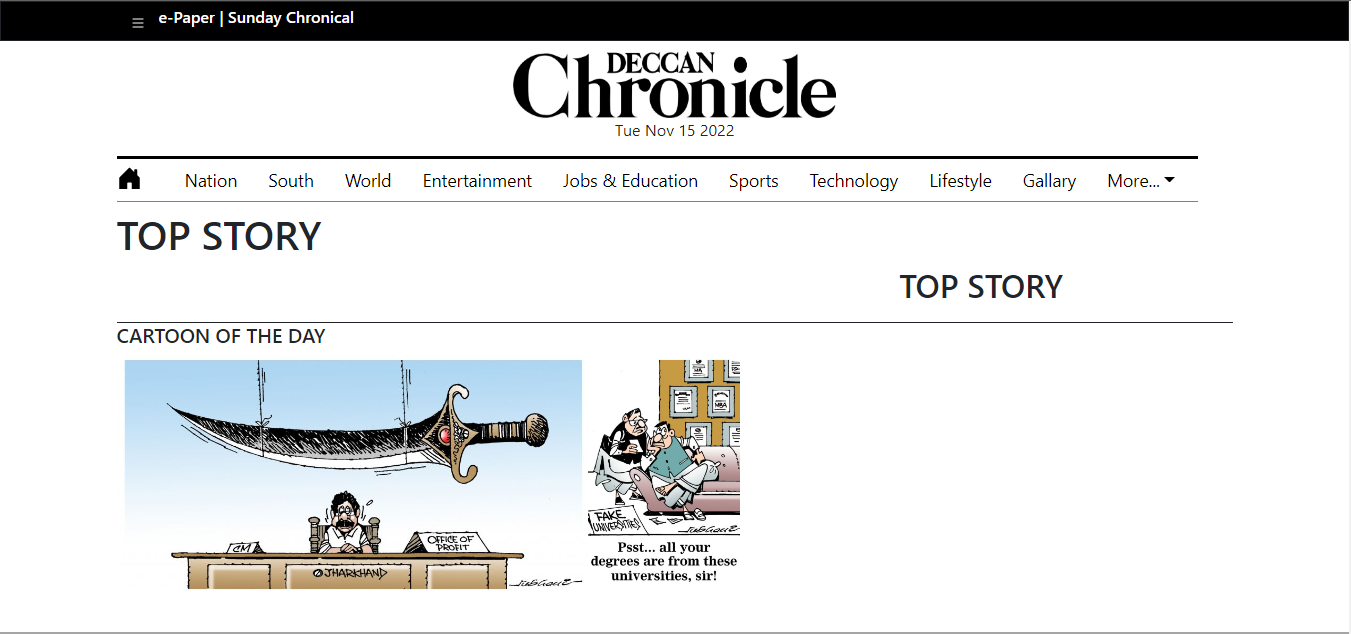 e-Paper | Sunday Chronical
DECCAN
Chronicle
Tue Nov 15 2022
Nation South World Entertainment Jobs & Education Sports Technology Lifestyle Gallary More...
TOP STORY
TOP STORY
CARTOON OF THE DAY
CM
OFFICE OF
PROFIT
@JHARKHAND
MBA
FAKE
UNIVERSITIES
Psst... all your
degrees are from these
universities, sir!